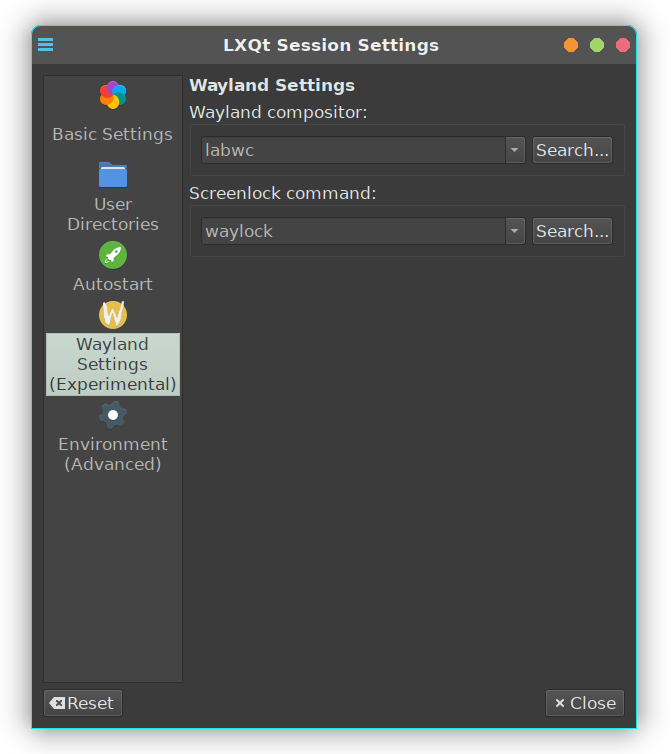 LXQt Session Settings
Basic Settings
User
Directories
Autostart
Wayland
Settings
(Experimental)
Environment
(Advanced)
Wayland Settings
Wayland compositor:
labwc
Search...
Screenlock command:
waylock
Search...
Reset
Close